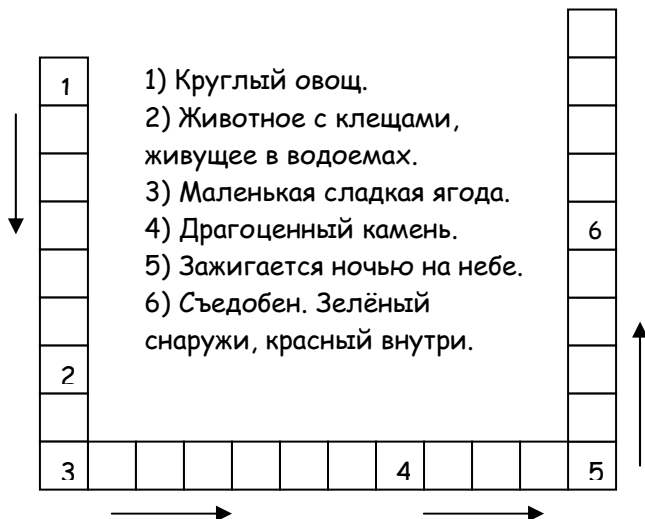 1
1) Круглый овощ.
2) Животное с клещами,
живущее в водоемах.
3) Маленькая сладкая ягода.
4) Драгоценный камень.
5) Зажигается ночью на небе.
6) Съедобен. Зелёный
снаружи, красный внутри.
6
2
3
4
5